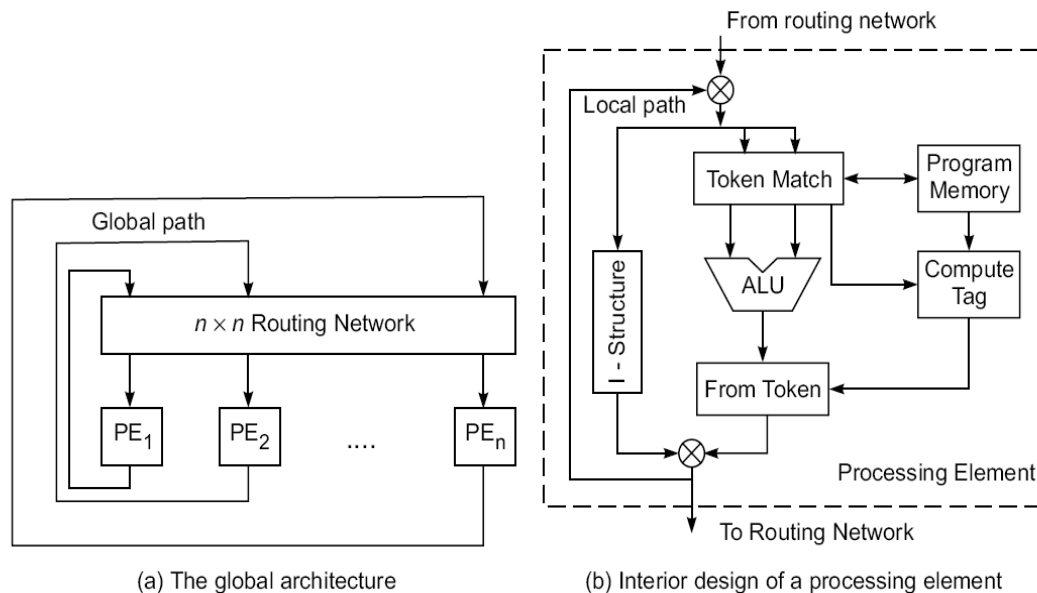 Global path
n × n Routing Network
PE1
PE2
....
PEn
(a) The global architecture
From routing network
Local path
Token Match
Program
Memory
I - Structure
ALU
Compute
Tag
From Token
Processing Element
To Routing Network
(b) Interior design of a processing element